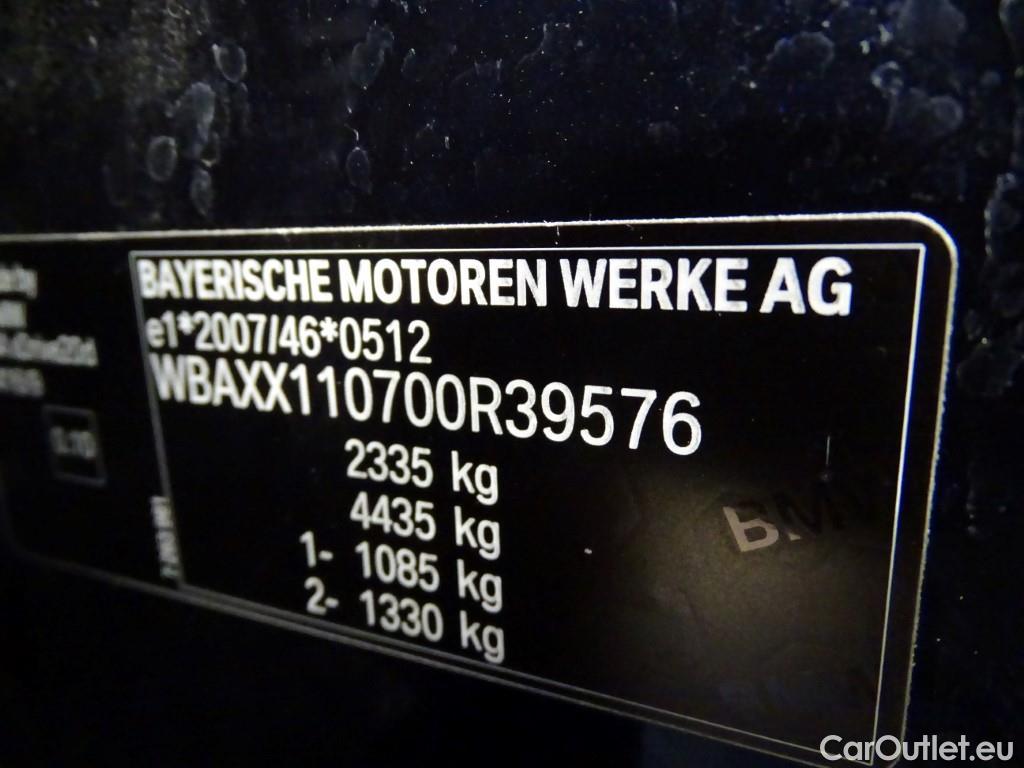 BAYERISCHE MOTOREN WERKE AG
e1*2007/46*0512
WBAXX110700R39576
2335 kg
4435 kg
1- 1085 kg
2- 1330 kg
BMW
CarOutlet.eu